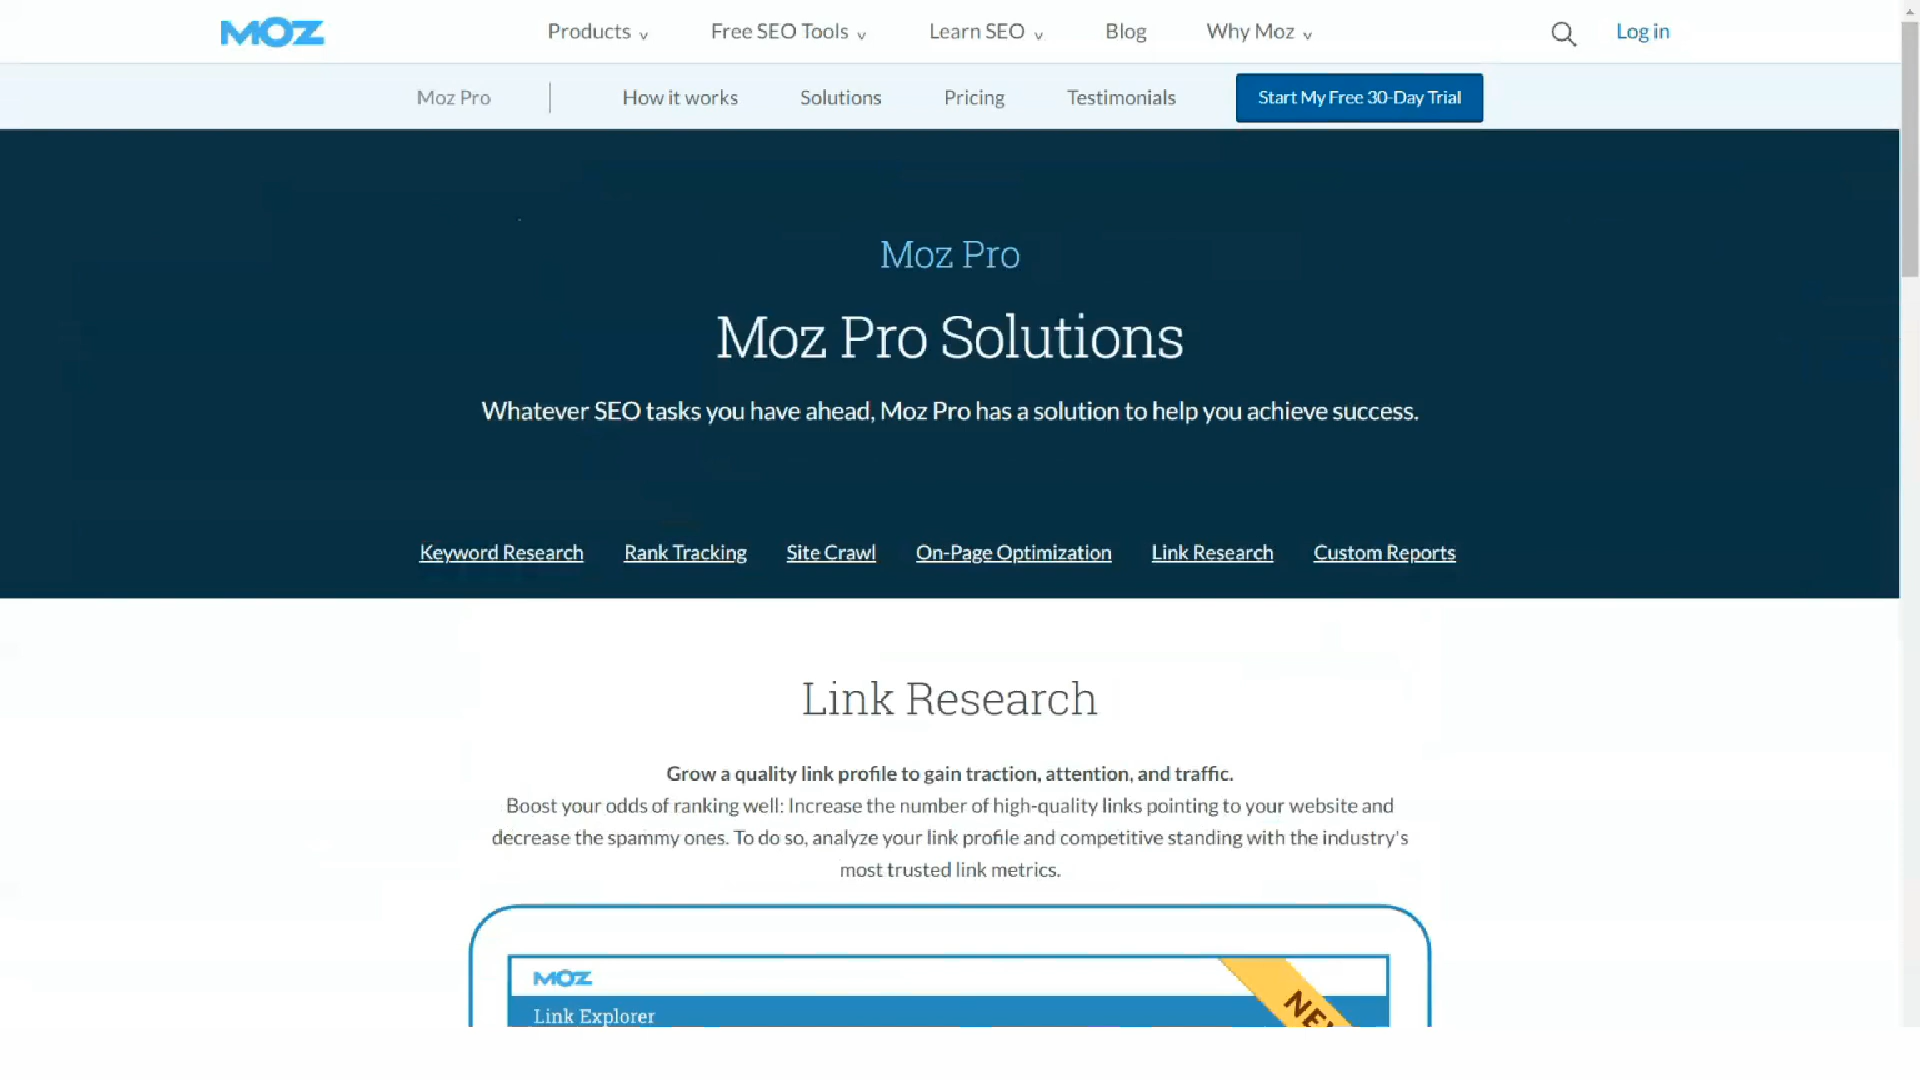 MOZ
Products
Free SEO Tools
Learn SEO
Blog
Why Moz
Log in
Moz Pro
How it works
Solutions
Pricing
Testimonials
Start My Free 30-Day Trial
Moz Pro
Moz Pro Solutions
Whatever SEO tasks you have ahead, Moz Pro has a solution to help you achieve success.
Keyword Research
Rank Tracking
Site Crawl
On-Page Optimization
Link Research
Custom Reports
Link Research
Grow a quality link profile to gain traction, attention, and traffic.
Boost your odds of ranking well: Increase the number of high-quality links pointing to your website and
decrease the spammy ones. To do so, analyze your link profile and competitive standing with the industry's
most trusted link metrics.
MOZ
Link Explorer